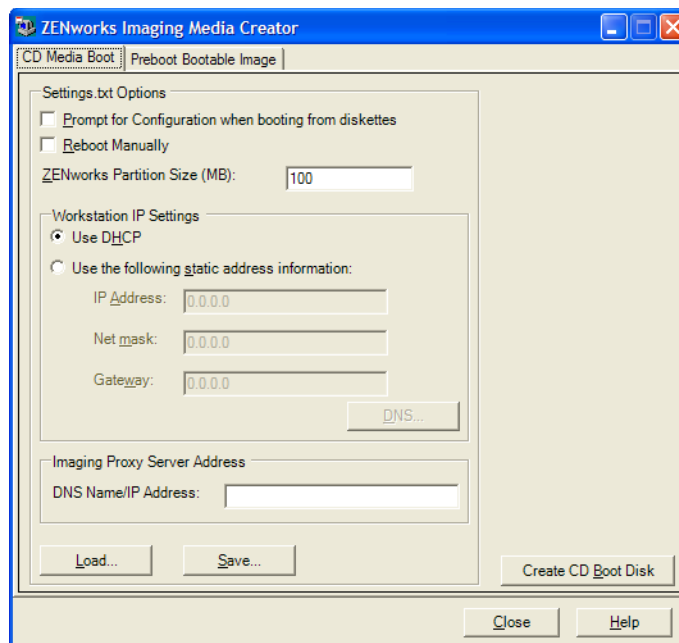 ZENworks Imaging Media Creator
CD Media Boot Preboot Bootable Image
Settings.txt Options
Prompt for Configuration when booting from diskettes
Reboot Manually
ZENworks Partition Size (MB): 100
Workstation IP Settings
Use DHCP
Use the following static address information:
IP Address: 0.0.0.0
Net mask: 0.0.0.0
Gateway: 0.0.0.0
DNS...
Imaging Proxy Server Address
DNS Name/IP Address:
Load... Save...
Create CD Boot Disk
Close Help